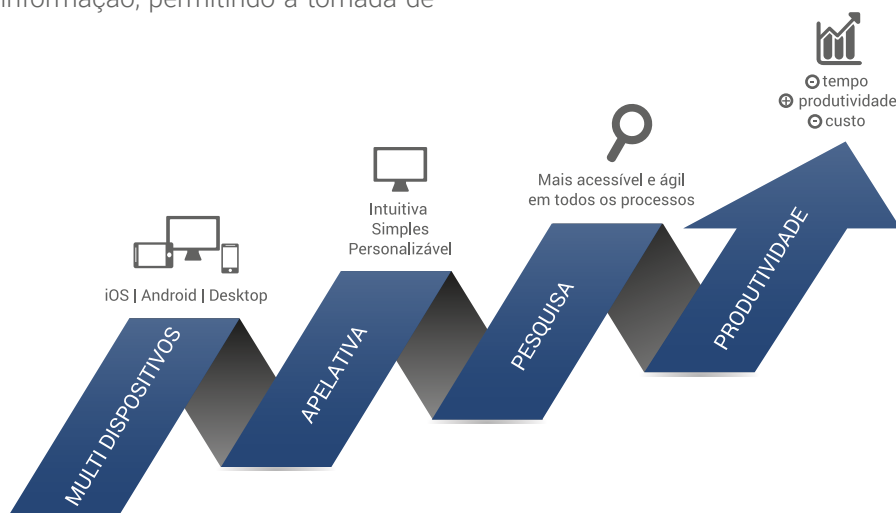 informação, permitindo a tomada de
⊖ tempo
⊕ produtividade
⊖ custo
Mais acessível e ágil
em todos os processos
Intuitiva
Simples
Personalizável
iOS | Android | Desktop
MULTI DISPOSITIVOS
APELATIVA
PESQUISA
PRODUTIVIDADE